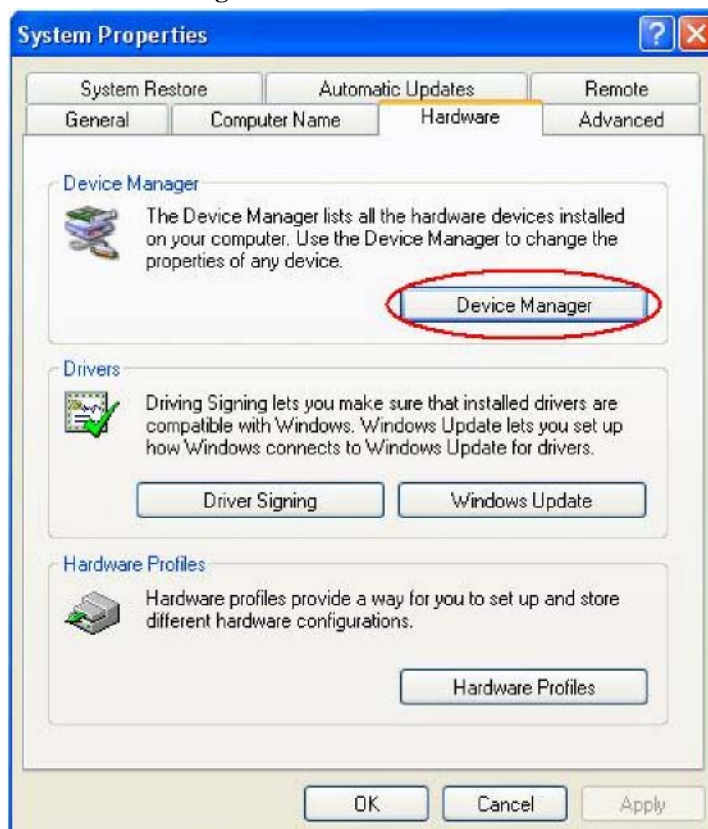 System Properties
System Restore Automatic Updates Remote
General Computer Name Hardware Advanced
Device Manager
The Device Manager lists all the hardware devices installed
on your computer. Use the Device Manager to change the
properties of any device.
Device Manager
Drivers
Driving Signing lets you make sure that installed drivers are
compatible with Windows. Windows Update lets you set up
how Windows connects to Windows Update for drivers.
Driver Signing Windows Update
Hardware Profiles
Hardware profiles provide a way for you to set up and store
different hardware configurations.
Hardware Profiles
OK Cancel Apply